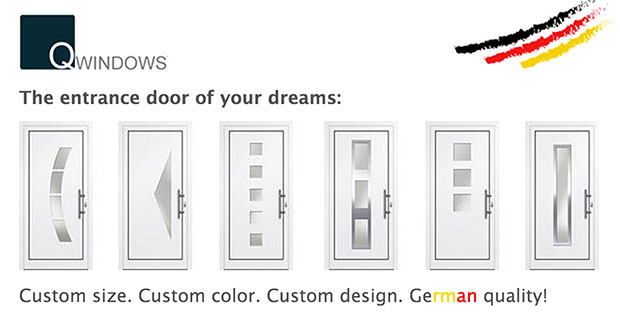 QWINDOWS
The entrance door of your dreams:
Custom size. Custom color. Custom design. German quality!